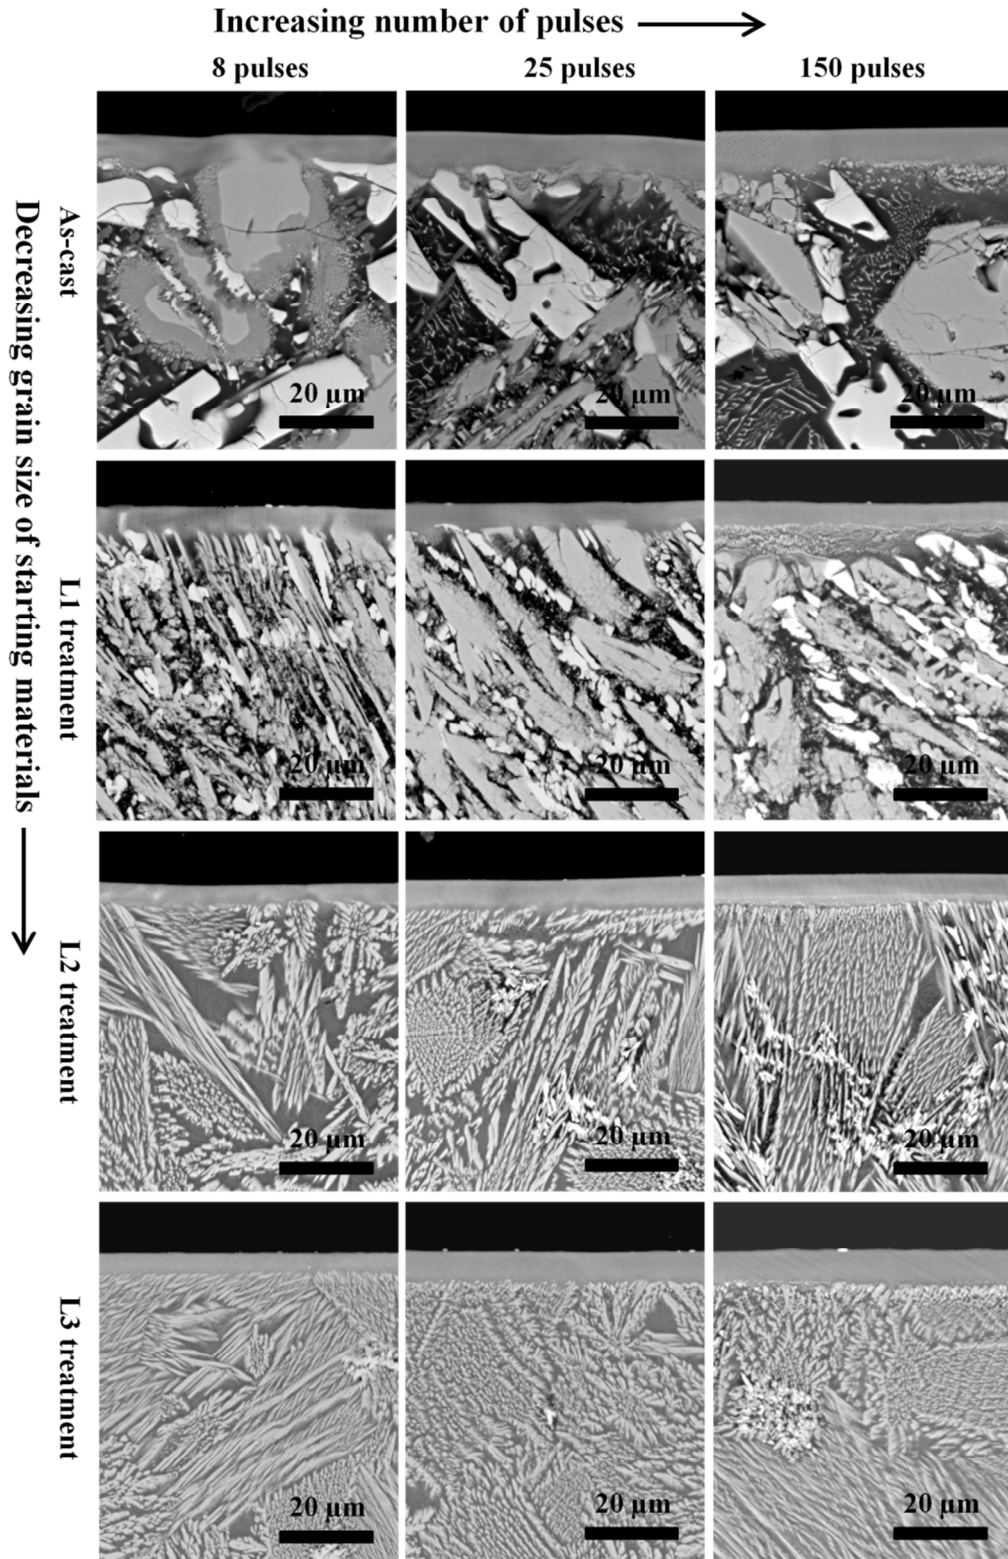 Increasing number of pulses
8 pulses
25 pulses
150 pulses
Decreasing grain size of starting materials
As-cast
20 μm
20 μm
20 μm
L1 treatment
20 μm
20 μm
20 μm
L2 treatment
20 μm
20 μm
20 μm
L3 treatment
20 μm
20 μm
20 μm